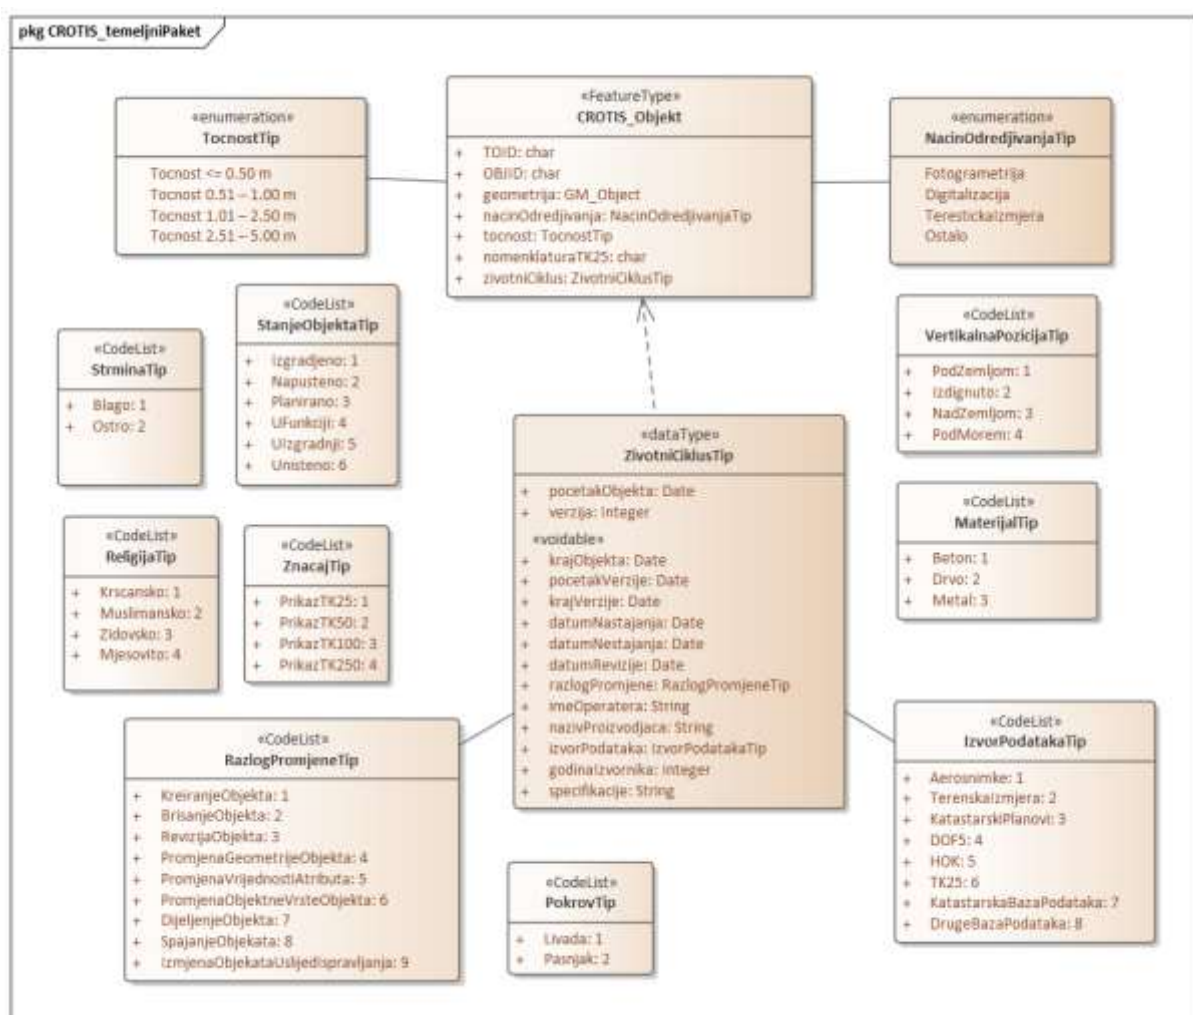 pkg CROTIS_temeljniPaket
«enumeration»
TocnostTip
Tocnost <= 0.50 m
Tocnost 0.51 – 1.00 m
Tocnost 1.01 – 2.50 m
Tocnost 2.51 – 5.00 m
«FeatureType»
CROTIS_Objekt
+ TOID: char
+ OBJID: char
+ geometrija: GM_Object
+ nacinOdredjivanja: NacinOdredjivanjaTip
+ tocnost: TocnostTip
+ nomenklaturaTK25: char
+ zivotniCiklus: ZivotniCiklusTip
«enumeration»
NacinOdredjivanjaTip
Fotogrametrija
Digitalizacija
TerestickaIzmjera
Ostalo
«CodeList»
StrminaTip
+ Blago: 1
+ Ostro: 2
«CodeList»
StanjeObjektaTip
+ Izgradjeno: 1
+ Napusteno: 2
+ Planirano: 3
+ UFunkciji: 4
+ UIzgradnji: 5
+ Unisteno: 6
«CodeList»
VertikalnaPozicijaTip
+ PodZemljom: 1
+ Izdignuto: 2
+ NadZemljom: 3
+ PodMorem: 4
«dataType»
ZivotniCiklusTip
+ pocetakObjekta: Date
+ verzija: Integer
«voidable»
+ krajObjekta: Date
+ pocetakVerzije: Date
+ krajVerzije: Date
+ datumNastajanja: Date
+ datumNestajanja: Date
+ datumRevizije: Date
+ razlogPromjene: RazlogPromjeneTip
+ imeOperatera: String
+ nazivProizvodjaca: String
+ izvorPodataka: IzvorPodatakaTip
+ godinaIzvornika: Integer
+ specifikacije: String
«CodeList»
MaterijalTip
+ Beton: 1
+ Drvo: 2
+ Metal: 3
«CodeList»
ReligijaTip
+ Krscansko: 1
+ Muslimansko: 2
+ Zidovsko: 3
+ Mjesovito: 4
«CodeList»
ZnacajTip
+ PrikazTK25: 1
+ PrikazTK50: 2
+ PrikazTK100: 3
+ PrikazTK250: 4
«CodeList»
RazlogPromjeneTip
+ KreiranjeObjekta: 1
+ BrisanjeObjekta: 2
+ RevizijaObjekta: 3
+ PromjenaGeometrijeObjekta: 4
+ PromjenaVrijednostiAtributa: 5
+ PromjenaObjektneVrsteObjekta: 6
+ DijeljenjeObjekta: 7
+ SpajanjeObjekata: 8
+ IzmjenaObjekataUslijedIspravljanja: 9
«CodeList»
IzvorPodatakaTip
+ Aerosnimke: 1
+ TerenskaIzmjera: 2
+ KatastarskiPlanovi: 3
+ DOF5: 4
+ HOK: 5
+ TK25: 6
+ KatastarskaBazaPodataka: 7
+ DrugeBazaPodataka: 8
«CodeList»
PokrovTip
+ Livada: 1
+ Pasnjak: 2